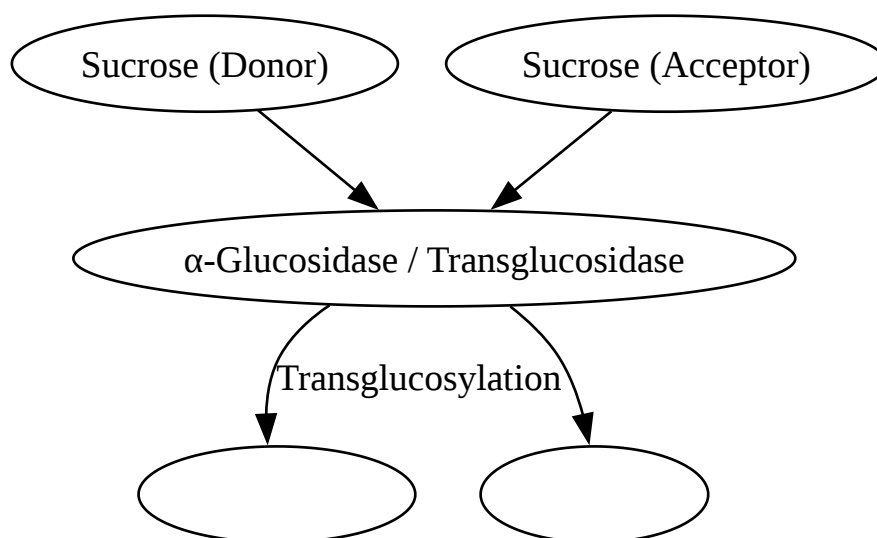 Sucrose (Donor)
Sucrose (Acceptor)
α-Glucosidase / Transglucosidase
Transglucosylation